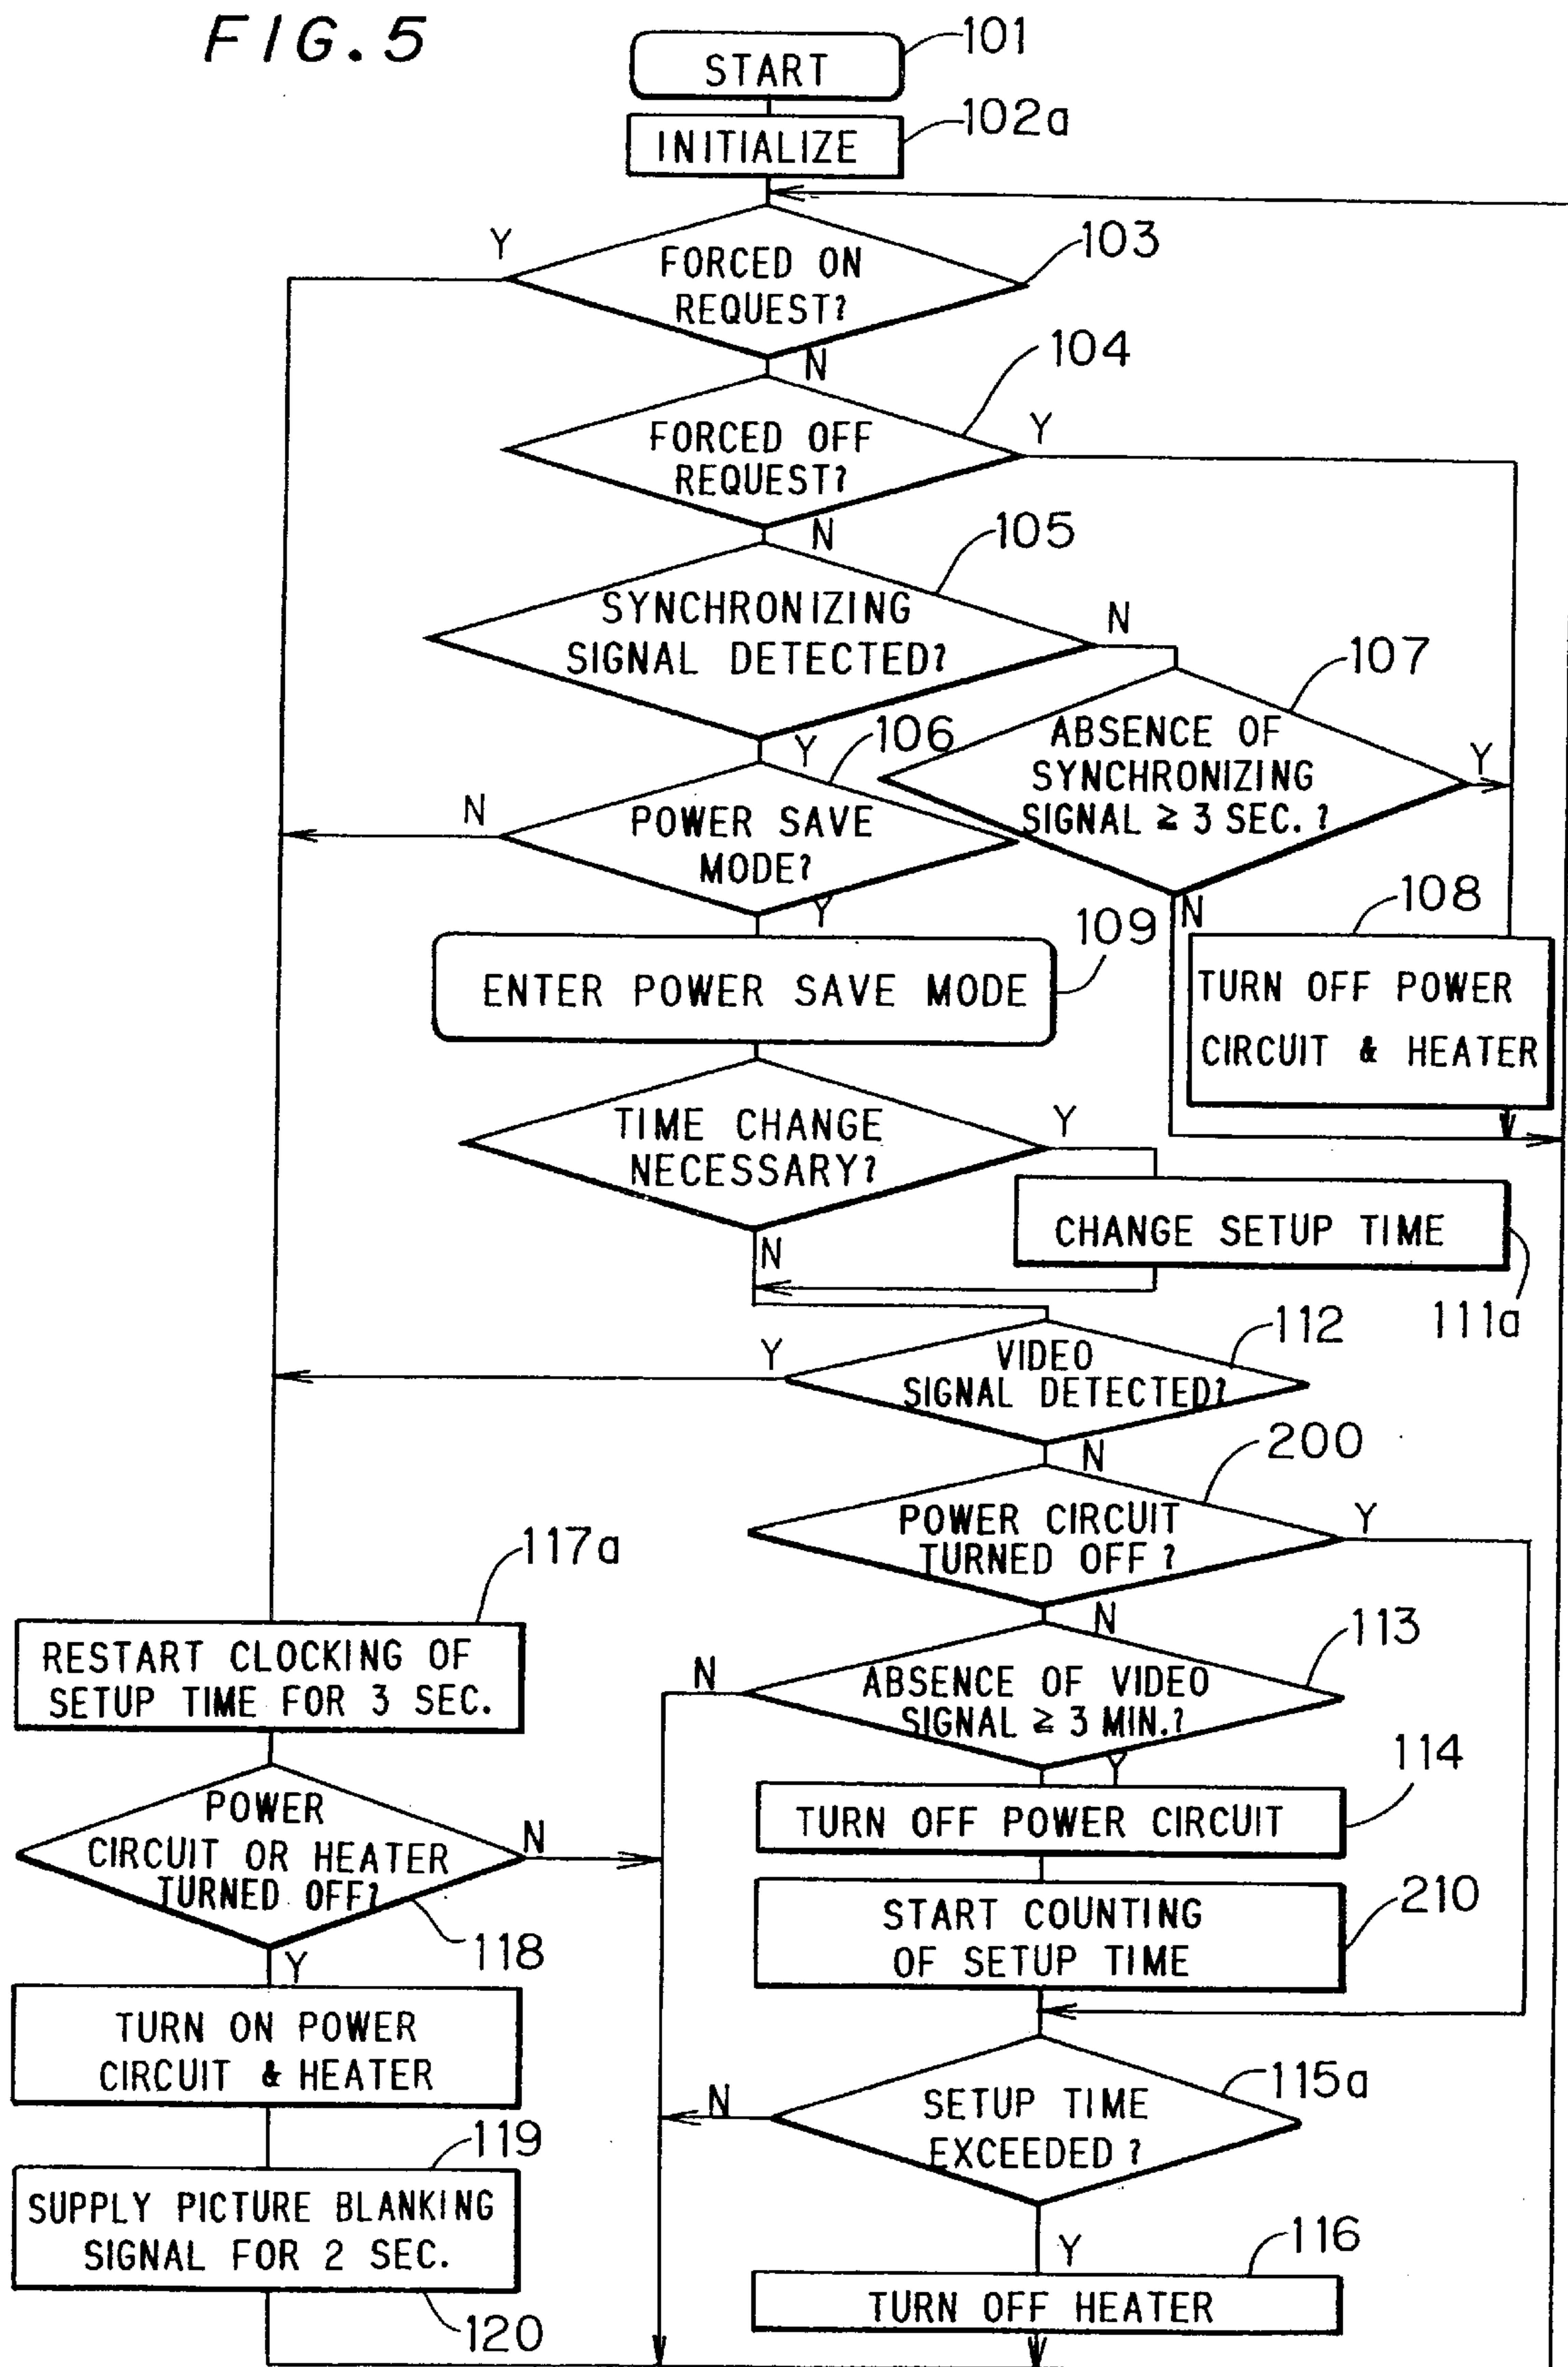 FIG. 5
101
START
102a
INITIALIZE
103
Y
FORCED ON
REQUEST?
N
104
FORCED OFF
REQUEST?
Y
N
105
SYNCHRONIZING
SIGNAL DETECTED?
N
107
Y
106
ABSENCE OF
SYNCHRONIZING
SIGNAL ≧ 3 SEC. ?
Y
N
POWER SAVE
MODE?
Y
N
108
109
ENTER POWER SAVE MODE
TURN OFF POWER
CIRCUIT & HEATER
TIME CHANGE
NECESSARY?
Y
N
CHANGE SETUP TIME
111a
112
Y
VIDEO
SIGNAL DETECTED?
N
200
POWER CIRCUIT
TURNED OFF ?
Y
N
117a
RESTART CLOCKING OF
SETUP TIME FOR 3 SEC.
113
N
ABSENCE OF VIDEO
SIGNAL ≧ 3 MIN.?
Y
114
TURN OFF POWER CIRCUIT
POWER
CIRCUIT OR HEATER
TURNED OFF?
N
118
Y
210
START COUNTING
OF SETUP TIME
TURN ON POWER
CIRCUIT & HEATER
115a
N
SETUP TIME
EXCEEDED ?
Y
119
SUPPLY PICTURE BLANKING
SIGNAL FOR 2 SEC.
120
116
TURN OFF HEATER